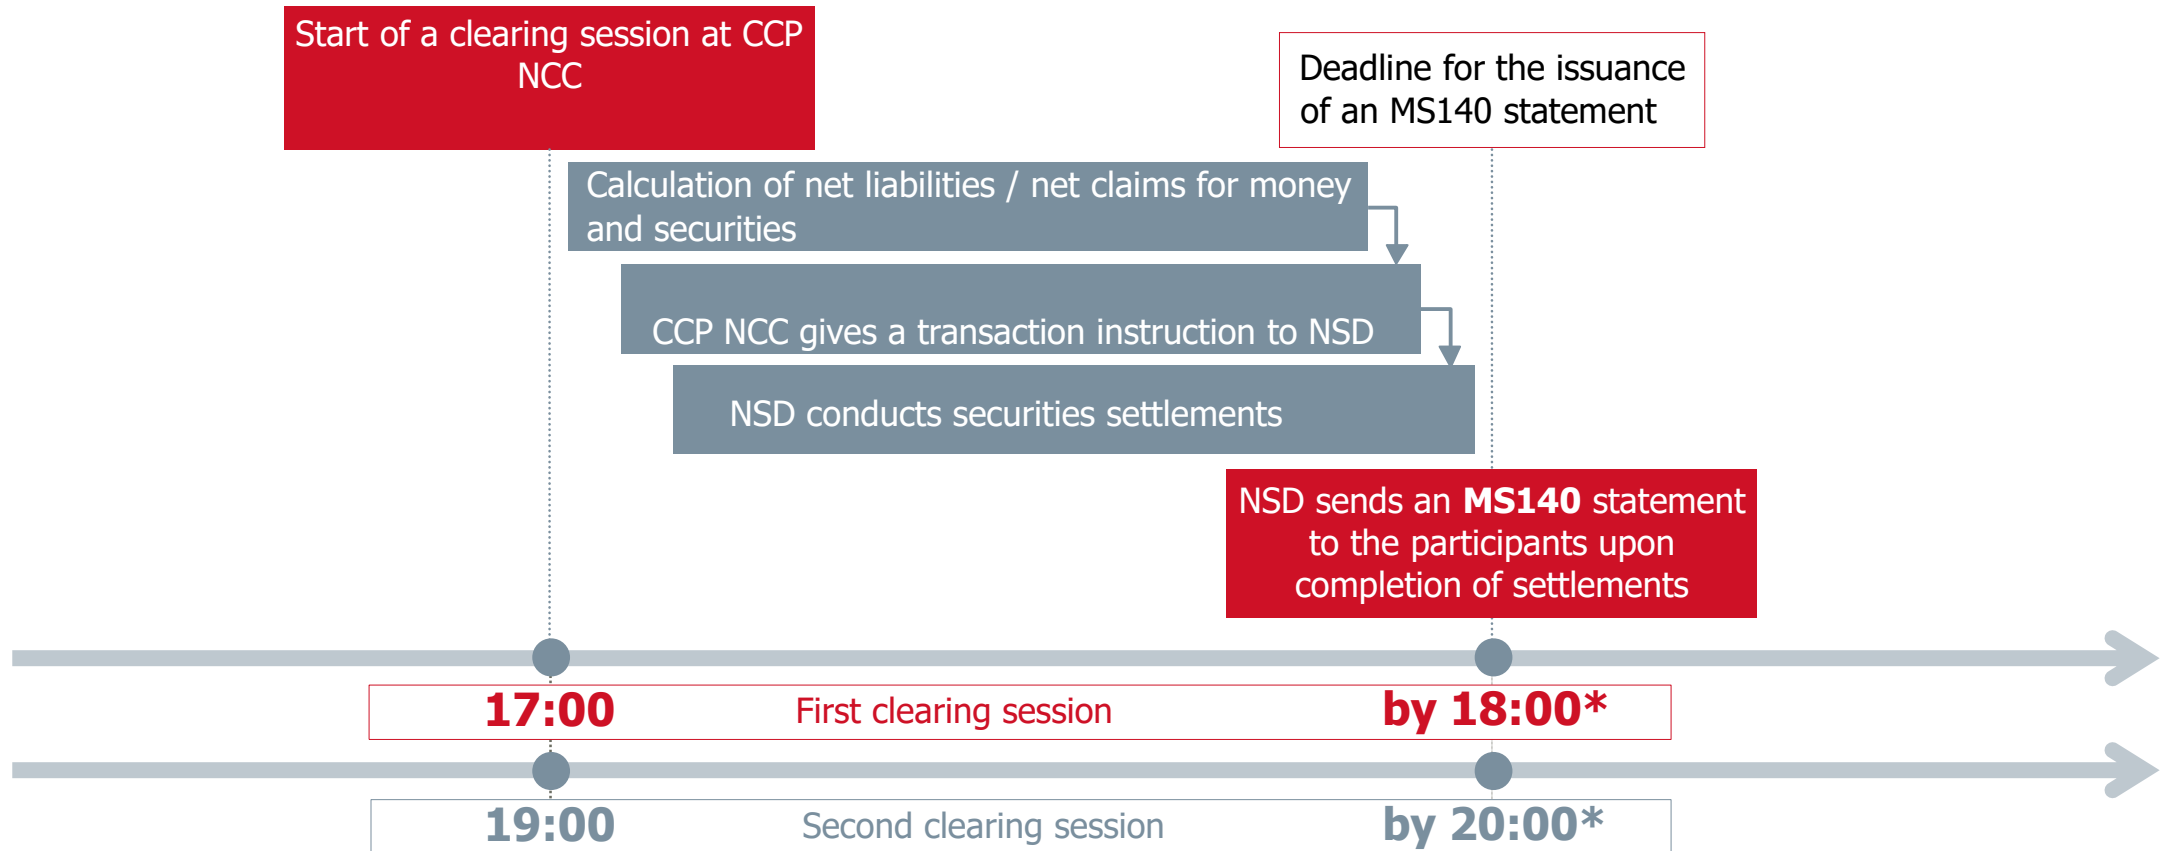 Start of a clearing session at CCP
NCC
Deadline for the issuance
of an MS140 statement
Calculation of net liabilities / net claims for money
and securities
CCP NCC gives a transaction instruction to NSD
NSD conducts securities settlements
NSD sends an MS140 statement
to the participants upon
completion of settlements
17:00 First clearing session by 18:00*
19:00 Second clearing session by 20:00*